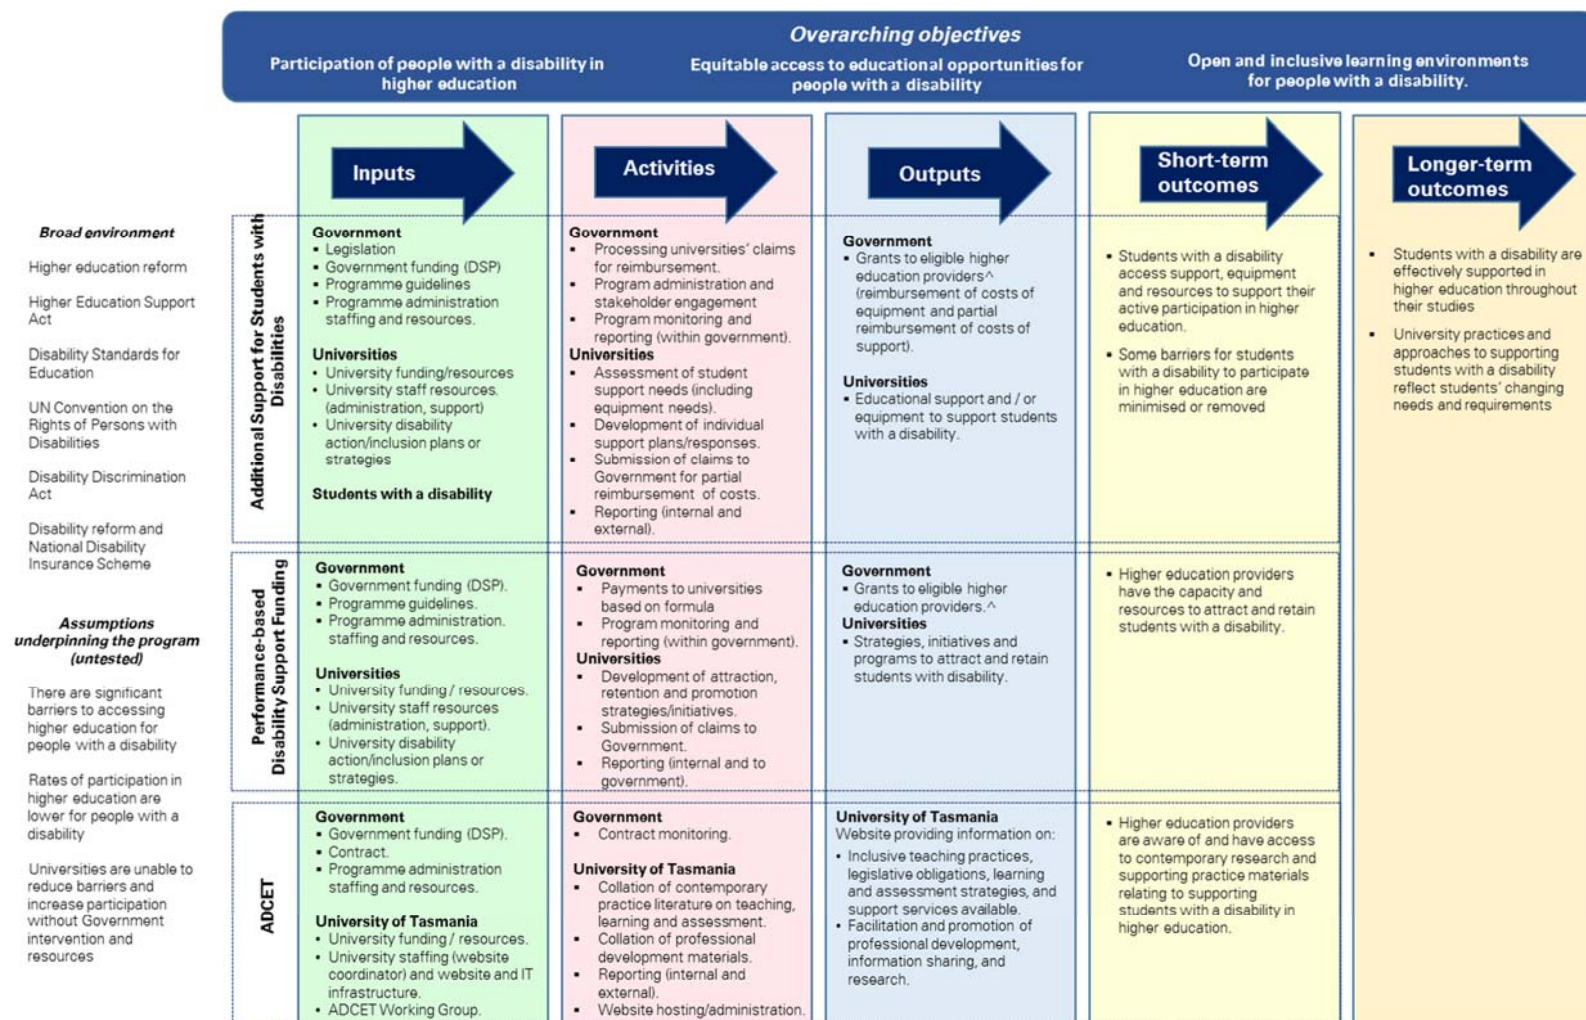 Overarching objectives
Participation of people with a disability in
higher education
Equitable access to educational opportunities for
people with a disability
Open and inclusive learning environments
for people with a disability.
Inputs
Activities
Outputs
Short-term
outcomes
Longer-term
outcomes
Broad environment
Higher education reform
Higher Education Support
Act
Disability Standards for
Education
UN Convention on the
Rights of Persons with
Disabilities
Disability Discrimination
Act
Disability reform and
National Disability
Insurance Scheme
Assumptions
underpinning the program
(untested)
There are significant
barriers to accessing
higher education for
people with a disability
Rates of participation in
higher education are
lower for people with a
disability
Universities are unable to
reduce barriers and
increase participation
without Government
intervention and
resources
Additional Support for Students with
Disabilities
Government
▪ Legislation
▪ Government funding (DSP)
▪ Programme guidelines
▪ Programme administration
staffing and resources.
Universities
• University funding/resources
• University staff resources.
(administration, support)
• University disability
action/inclusion plans or
strategies
Students with a disability
Government
▪ Processing universities' claims
for reimbursement.
▪ Program administration and
stakeholder engagement
▪ Program monitoring and
reporting (within government).
Universities
▪ Assessment of student
support needs (including
equipment needs).
▪ Development of individual
support plans/responses.
▪ Submission of claims to
Government for partial
reimbursement of costs.
▪ Reporting (internal and
external).
Government
▪ Grants to eligible higher
education providers^
(reimbursement of costs of
equipment and partial
reimbursement of costs of
support).
Universities
▪ Educational support and / or
equipment to support students
with a disability.
▪ Students with a disability
access support, equipment
and resources to support their
active participation in higher
education.
▪ Some barriers for students
with a disability to participate
in higher education are
minimised or removed
▪ Students with a disability are
effectively supported in
higher education throughout
their studies
▪ University practices and
approaches to supporting
students with a disability
reflect students' changing
needs and requirements
Performance-based
Disability Support Funding
Government
▪ Government funding (DSP).
▪ Programme guidelines.
▪ Programme administration.
staffing and resources.
Universities
• University funding / resources.
• University staff resources
(administration, support).
• University disability
action/inclusion plans or
strategies.
Government
▪ Payments to universities
based on formula
▪ Program monitoring and
reporting (within government).
Universities
▪ Development of attraction,
retention and promotion
strategies/initiatives.
▪ Submission of claims to
Government.
▪ Reporting (internal and to
government).
Government
▪ Grants to eligible higher
education providers.^
Universities
▪ Strategies, initiatives and
programs to attract and retain
students with disability.
▪ Higher education providers
have the capacity and
resources to attract and retain
students with a disability.
ADCET
Government
▪ Government funding (DSP).
▪ Contract.
▪ Programme administration
staffing and resources.
University of Tasmania
• University funding / resources.
• University staffing (website
coordinator) and website and IT
infrastructure.
• ADCET Working Group.
Government
▪ Contract monitoring.
University of Tasmania
▪ Collation of contemporary
practice literature on teaching,
learning and assessment.
▪ Collation of professional
development materials.
▪ Reporting (internal and
external).
▪ Website hosting/administration.
University of Tasmania
Website providing information on:
• Inclusive teaching practices,
legislative obligations, learning
and assessment strategies, and
support services available.
• Facilitation and promotion of
professional development,
information sharing, and
research.
▪ Higher education providers
are aware of and have access
to contemporary research and
supporting practice materials
relating to supporting
students with a disability in
higher education.